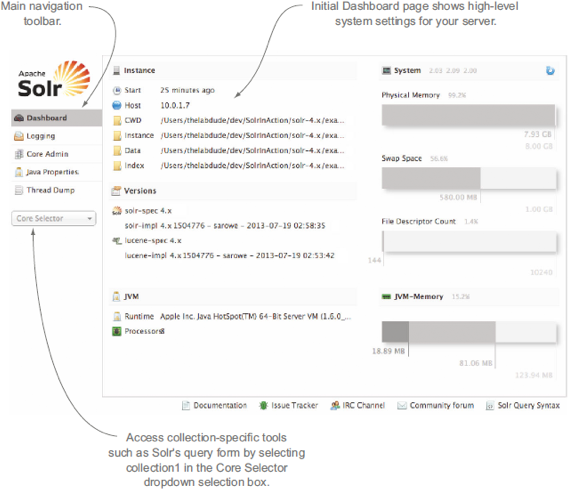 Main navigation
toolbar.
Initial Dashboard page shows high-level
system settings for your server.
Apache
Solr
Dashboard
Logging
Core Admin
Java Properties
Thread Dump
Core Selector
Instance
Start 25 minutes ago
Host 10.0.1.7
CWD /Users/thelabdude/dev/SolrInAction/solr-4.x/exa...
Instance /Users/thelabdude/dev/SolrInAction/solr-4.x/exa...
Data /Users/thelabdude/dev/SolrInAction/solr-4.x/exa...
Index /Users/thelabdude/dev/SolrInAction/solr-4.x/exa...
Versions
solr-spec 4.x
solr-impl 4.x 1504776 - sarowe - 2013-07-19 02:58:35
lucene-spec 4.x
lucene-impl 4.x 1504776 - sarowe - 2013-07-19 02:53:42
JVM
Runtime Apple Inc. Java HotSpot(TM) 64-Bit Server VM (1.6.0_...
Processors8
System 2.03 2.09 2.00
Physical Memory 99.2%
7.93 GB
8.00 GB
Swap Space 56.6%
580.00 MB
1.00 GB
File Descriptor Count 1.4%
144
10240
JVM-Memory 15.2%
18.89 MB
81.06 MB
123.94 MB
Documentation
Issue Tracker
IRC Channel
Community forum
Solr Query Syntax
Access collection-specific tools
such as Solr's query form by selecting
collection1 in the Core Selector
dropdown selection box.